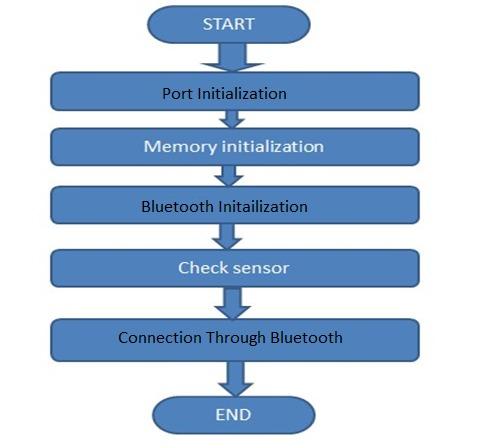 START
Port Initialization
Memory initialization
Bluetooth Initailization
Check sensor
Connection Through Bluetooth
END